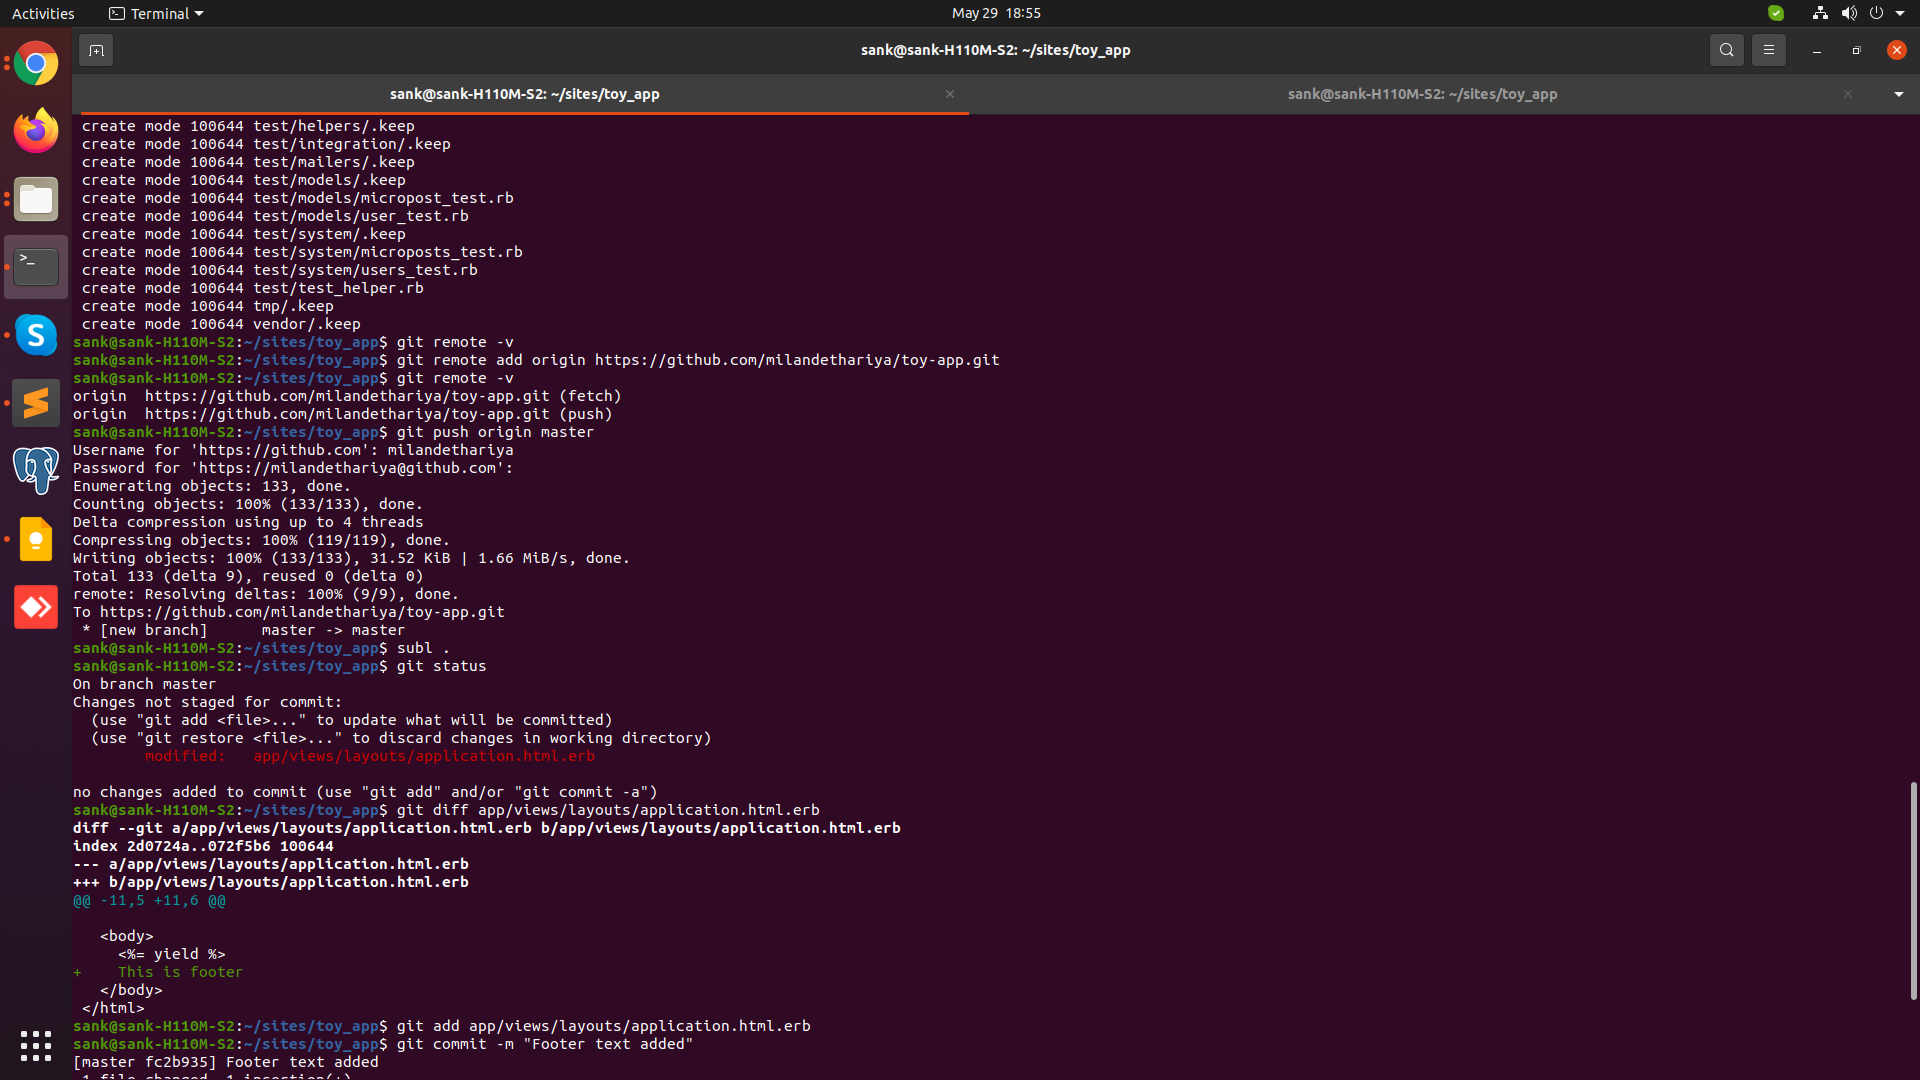 Activities
Terminal
May 29 18:55
sank@sank-H110M-S2: ~/sites/toy_app
sank@sank-H110M-S2: ~/sites/toy_app
sank@sank-H110M-S2: ~/sites/toy_app
create mode 100644 test/helpers/.keep
create mode 100644 test/integration/.keep
create mode 100644 test/mailers/.keep
create mode 100644 test/models/.keep
create mode 100644 test/models/micropost_test.rb
create mode 100644 test/models/user_test.rb
create mode 100644 test/system/.keep
create mode 100644 test/system/microposts_test.rb
create mode 100644 test/system/users_test.rb
create mode 100644 test/test_helper.rb
create mode 100644 tmp/.keep
create mode 100644 vendor/.keep
sank@sank-H110M-S2:~/sites/toy_app$ git remote -v
sank@sank-H110M-S2:~/sites/toy_app$ git remote add origin https://github.com/milandethariya/toy-app.git
sank@sank-H110M-S2:~/sites/toy_app$ git remote -v
origin  https://github.com/milandethariya/toy-app.git (fetch)
origin  https://github.com/milandethariya/toy-app.git (push)
sank@sank-H110M-S2:~/sites/toy_app$ git push origin master
Username for 'https://github.com': milandethariya
Password for 'https://milandethariya@github.com':
Enumerating objects: 133, done.
Counting objects: 100% (133/133), done.
Delta compression using up to 4 threads
Compressing objects: 100% (119/119), done.
Writing objects: 100% (133/133), 31.52 KiB | 1.66 MiB/s, done.
Total 133 (delta 9), reused 0 (delta 0)
remote: Resolving deltas: 100% (9/9), done.
To https://github.com/milandethariya/toy-app.git
* [new branch]      master -> master
sank@sank-H110M-S2:~/sites/toy_app$ subl .
sank@sank-H110M-S2:~/sites/toy_app$ git status
On branch master
Changes not staged for commit:
(use "git add <file>..." to update what will be committed)
(use "git restore <file>..." to discard changes in working directory)
modified:   app/views/layouts/application.html.erb
no changes added to commit (use "git add" and/or "git commit -a")
sank@sank-H110M-S2:~/sites/toy_app$ git diff app/views/layouts/application.html.erb
diff --git a/app/views/layouts/application.html.erb b/app/views/layouts/application.html.erb
index 2d0724a..072f5b6 100644
--- a/app/views/layouts/application.html.erb
+++ b/app/views/layouts/application.html.erb
@@ -11,5 +11,6 @@
<body>
<%= yield %>
+    This is footer
</body>
</html>
sank@sank-H110M-S2:~/sites/toy_app$ git add app/views/layouts/application.html.erb
sank@sank-H110M-S2:~/sites/toy_app$ git commit -m "Footer text added"
[master fc2b935] Footer text added
1 file changed, 1 insertion(+)